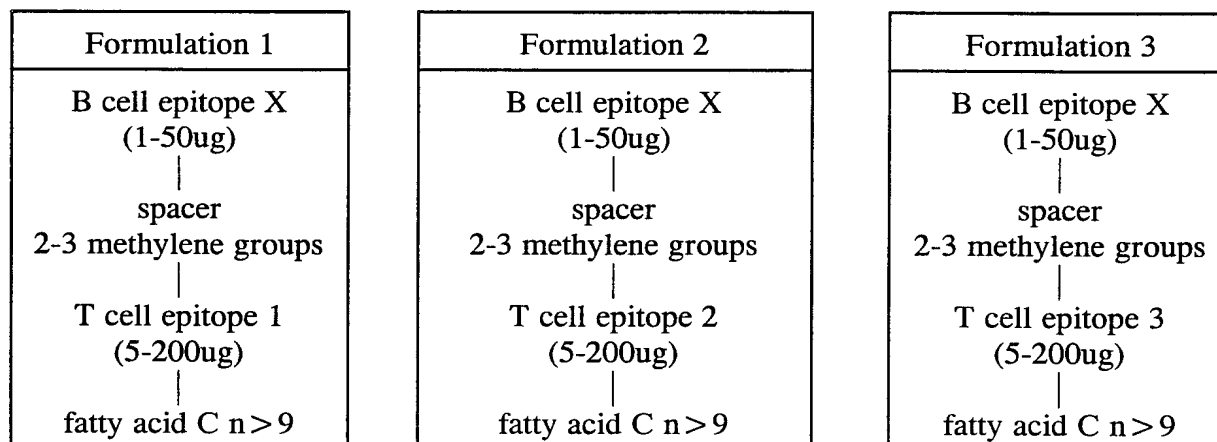 Formulation 1
B cell epitope X
(1-50ug)
spacer
2-3 methylene groups
T cell epitope 1
(5-200ug)
fatty acid C n>9
Formulation 2
B cell epitope X
(1-50ug)
spacer
2-3 methylene groups
T cell epitope 2
(5-200ug)
fatty acid C n>9
Formulation 3
B cell epitope X
(1-50ug)
spacer
2-3 methylene groups
T cell epitope 3
(5-200ug)
fatty acid C n>9